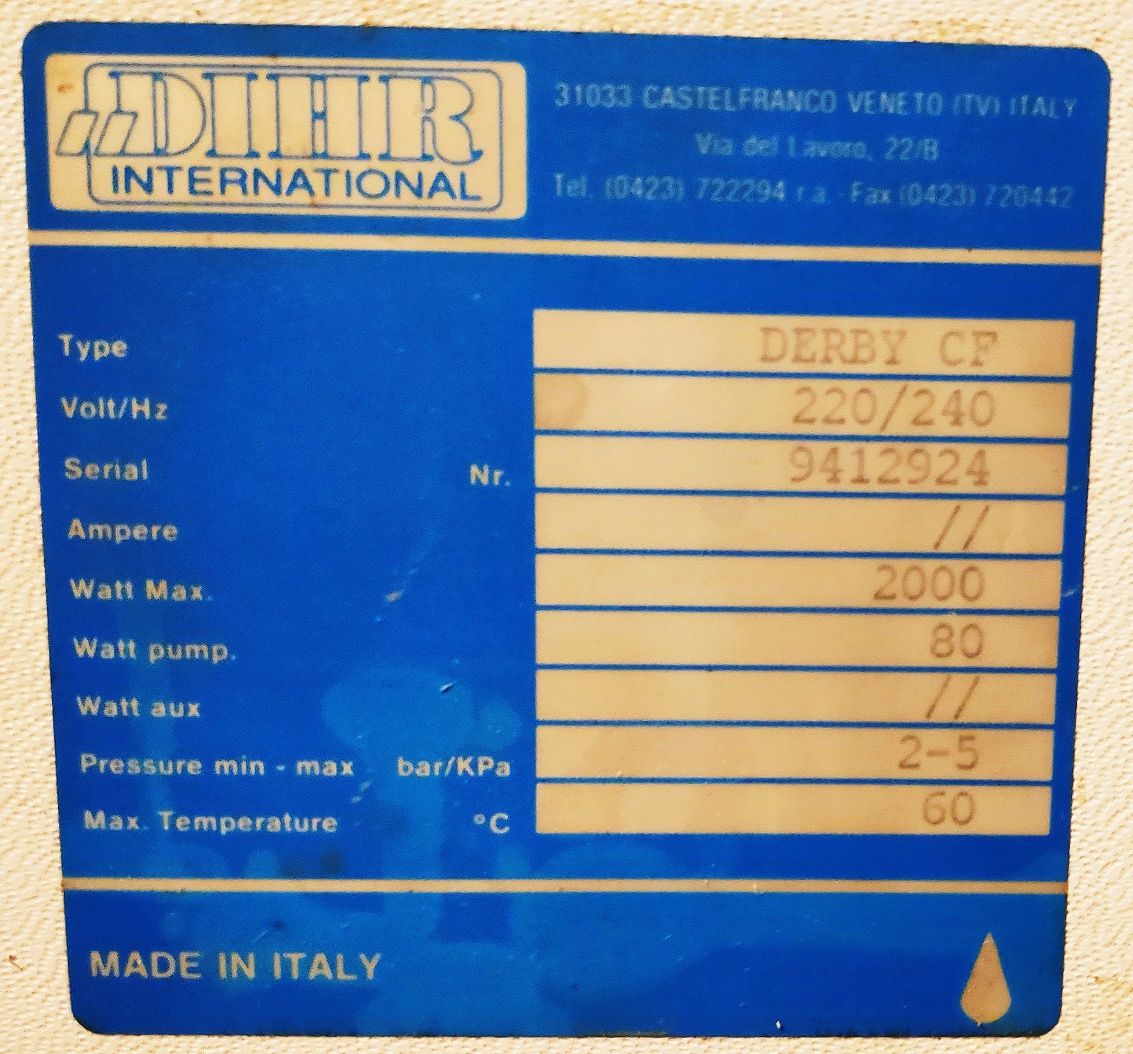 DIHR
INTERNATIONAL
31033 CASTELFRANCO VENETO (TV) ITALY
Via del Lavoro, 22/B
Tel. (0423) 722294 r.a. - Fax (0423) 720442
Type DERBY CF
Volt/Hz 220/240
Serial Nr. 9412924
Ampere //
Watt Max. 2000
Watt pump. 80
Watt aux //
Pressure min - max bar/KPa 2-5
Max. Temperature °C 60
MADE IN ITALY